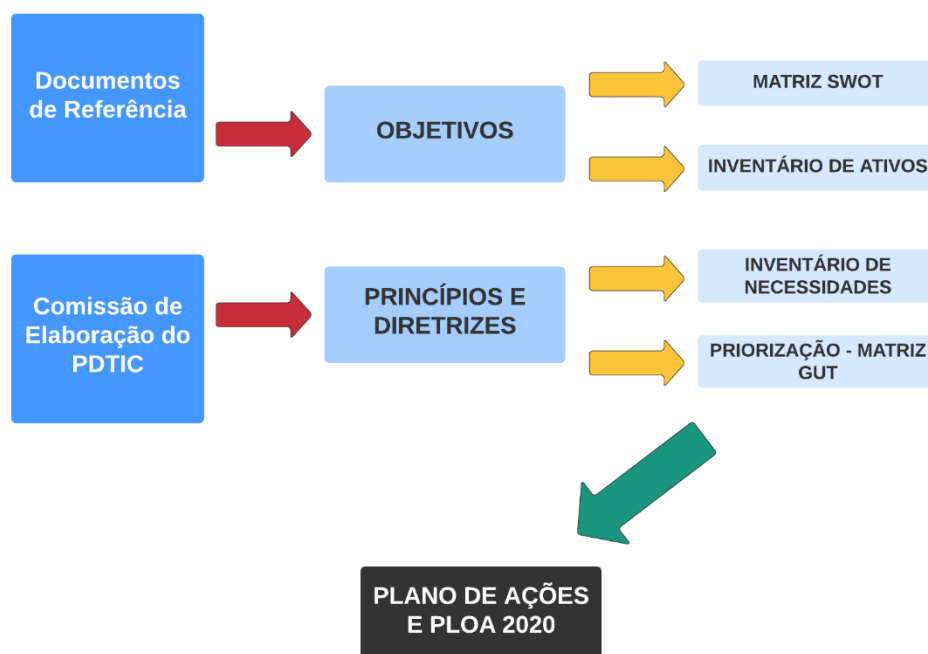 Documentos
de Referência
OBJETIVOS
MATRIZ SWOT
INVENTÁRIO DE ATIVOS
Comissão de
Elaboração do
PDTIC
PRINCÍPIOS E
DIRETRIZES
INVENTÁRIO DE
NECESSIDADES
PRIORIZAÇÃO - MATRIZ
GUT
PLANO DE AÇÕES
E PLOA 2020